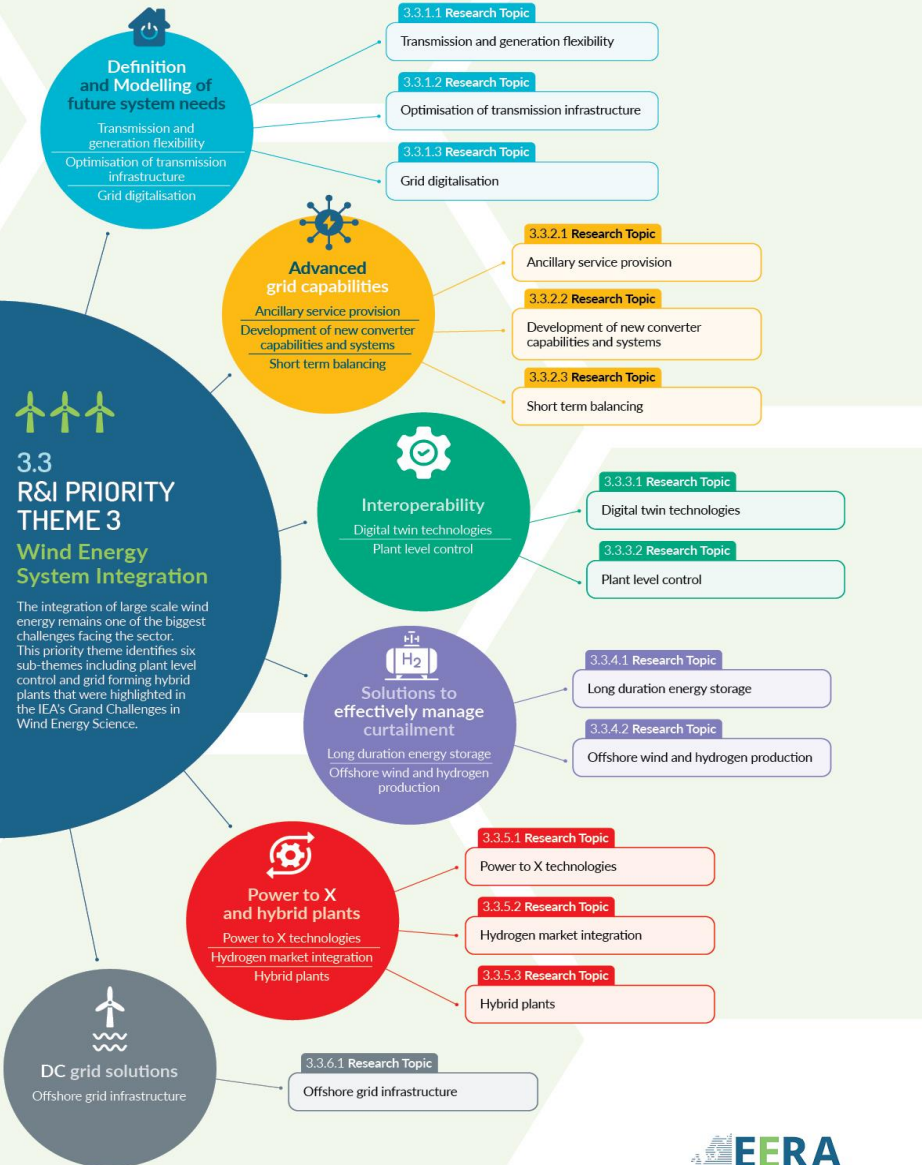 3.3.1.1 Research Topic
Transmission and generation flexibility
Definition
and Modelling of
future system needs
Transmission and
generation flexibility
Optimisation of transmission
infrastructure
Grid digitalisation
3.3.1.2 Research Topic
Optimisation of transmission infrastructure
3.3.1.3 Research Topic
Grid digitalisation
Advanced
grid capabilities
Ancillary service provision
Development of new converter
capabilities and systems
Short term balancing
3.3.2.1 Research Topic
Ancillary service provision
3.3.2.2 Research Topic
Development of new converter
capabilities and systems
3.3.2.3 Research Topic
Short term balancing
3.3
R&I PRIORITY
THEME 3
Wind Energy
System Integration
The integration of large scale wind
energy remains one of the biggest
challenges facing the sector.
This priority theme identifies six
sub-themes including plant level
control and grid forming hybrid
plants that were highlighted in
the IEA's Grand Challenges in
Wind Energy Science.
Interoperability
Digital twin technologies
Plant level control
3.3.3.1 Research Topic
Digital twin technologies
3.3.3.2 Research Topic
Plant level control
H2
Solutions to
effectively manage
curtailment
Long duration energy storage
Offshore wind and hydrogen
production
3.3.4.1 Research Topic
Long duration energy storage
3.3.4.2 Research Topic
Offshore wind and hydrogen production
Power to X
and hybrid plants
Power to X technologies
Hydrogen market integration
Hybrid plants
3.3.5.1 Research Topic
Power to X technologies
3.3.5.2 Research Topic
Hydrogen market integration
3.3.5.3 Research Topic
Hybrid plants
DC grid solutions
Offshore grid infrastructure
3.3.6.1 Research Topic
Offshore grid infrastructure
EERA